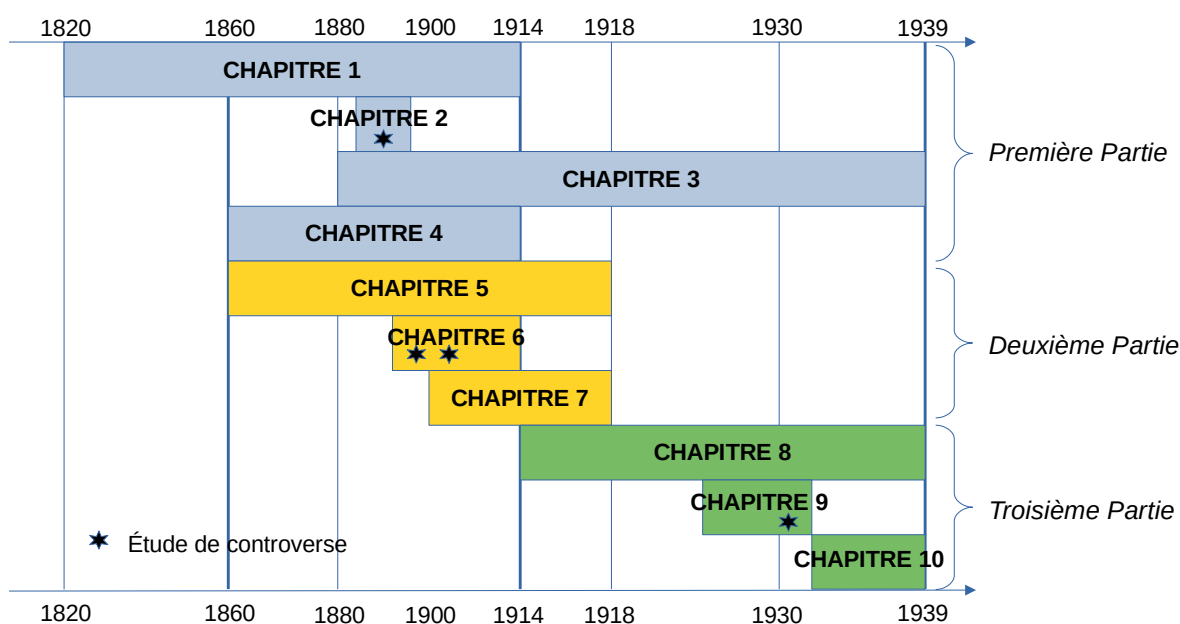 1820 1860 1880 1900 1914 1918 1930 1939
CHAPITRE 1
CHAPITRE 2
Première Partie
CHAPITRE 3
CHAPITRE 4
CHAPITRE 5
CHAPITRE 6
Deuxième Partie
CHAPITRE 7
CHAPITRE 8
CHAPITRE 9
Troisième Partie
Étude de controverse
CHAPITRE 10
1820 1860 1880 1900 1914 1918 1930 1939